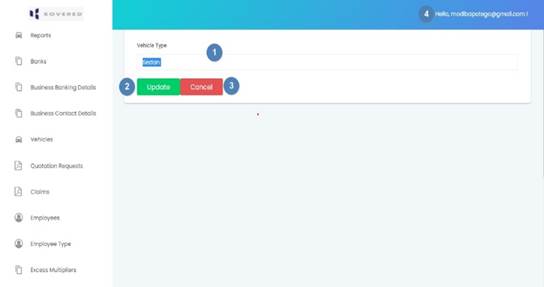 KOVERED
4 Hello, modibapotego@gmail.com !
Reports
Banks
Business Banking Details
Business Contact Details
Vehicles
Quotation Requests
Claims
Employees
Employee Type
Excess Multipliers
Vehicle Type
1
Sedan
2 Update Cancel 3